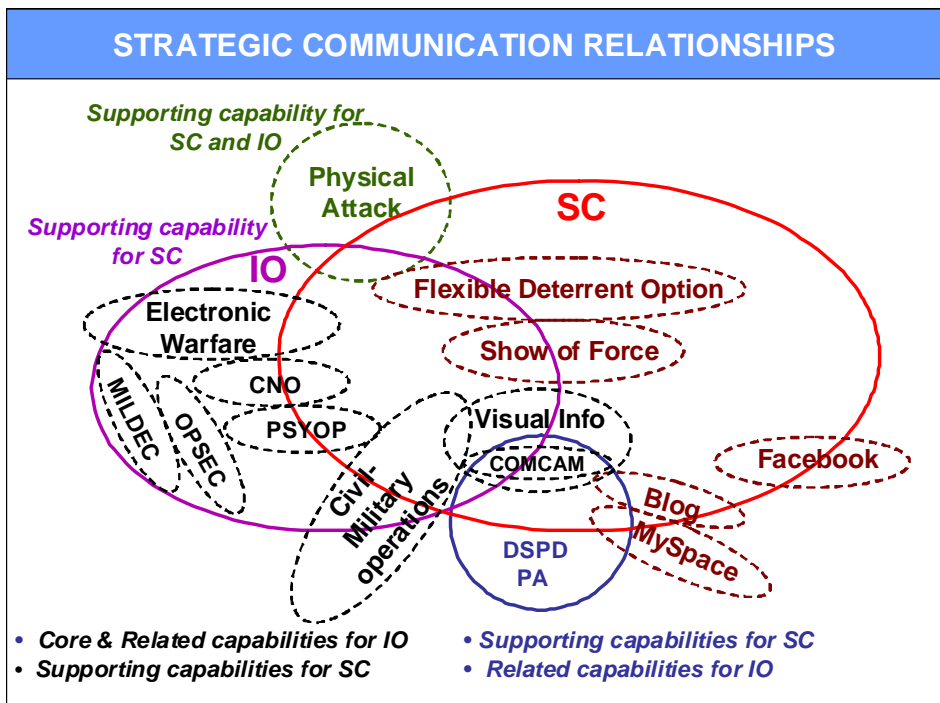 STRATEGIC COMMUNICATION RELATIONSHIPS
Supporting capability for
SC and IO
Physical
Attack
SC
Supporting capability
for SC
IO
Flexible Deterrent Option
Electronic
Warfare
Show of Force
CNO
MILDEC
OPSEC
PSYOP
Visual Info
COMCAM
Facebook
Civil-
Military
operations
Blog
MySpace
DSPD
PA
• Core & Related capabilities for IO
• Supporting capabilities for SC
• Supporting capabilities for SC
• Related capabilities for IO